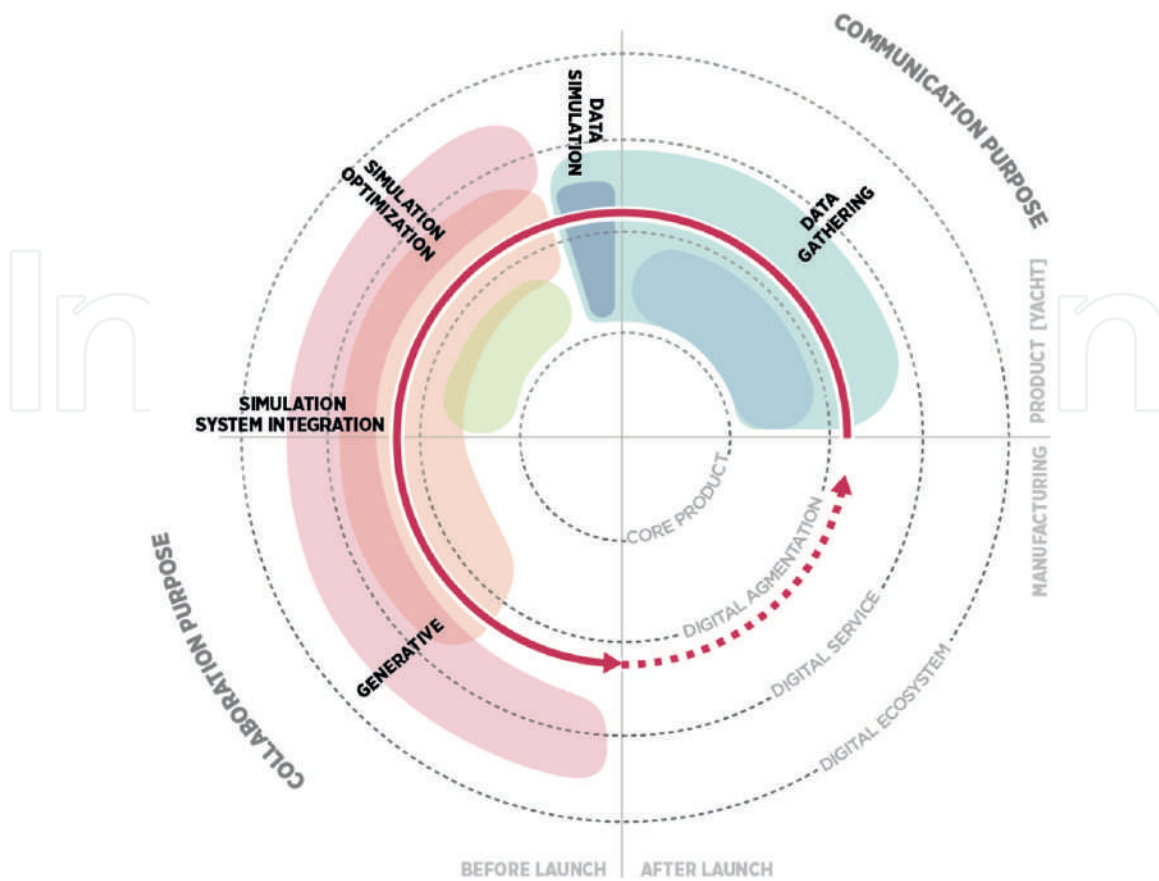 COMMUNICATION PURPOSE
DATA
SIMULATION
SIMULATION
OPTIMIZATION
DATA
GATHERING
PRODUCT [YACHT]
In
n
SIMULATION
SYSTEM INTEGRATION
MANUFACTURING
CORE PRODUCT
DIGITAL AGMENTATION
DIGITAL SERVICE
DIGITAL ECOSYSTEM
GENERATIVE
COLLABORATION PURPOSE
BEFORE LAUNCH
AFTER LAUNCH